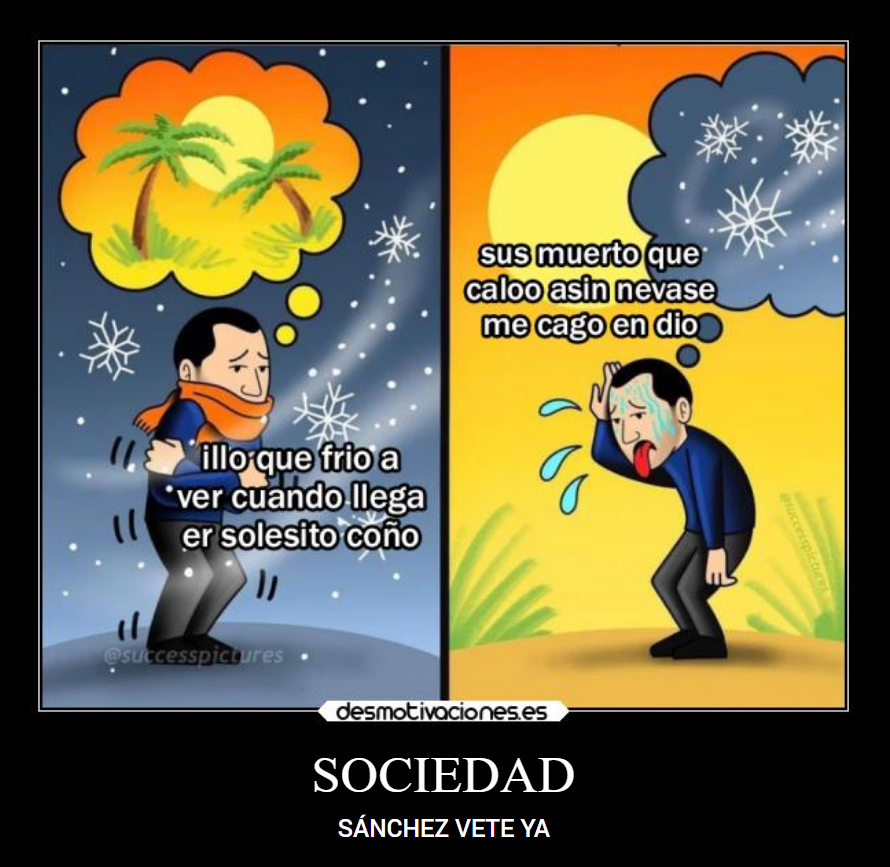 illo que frio a
ver cuando llega
er solesito coño
@successpictures
sus muerto que
caloo asin nevase
me cago en dio
@successpictures
desmotivaciones.es
SOCIEDAD
SÁNCHEZ VETE YA